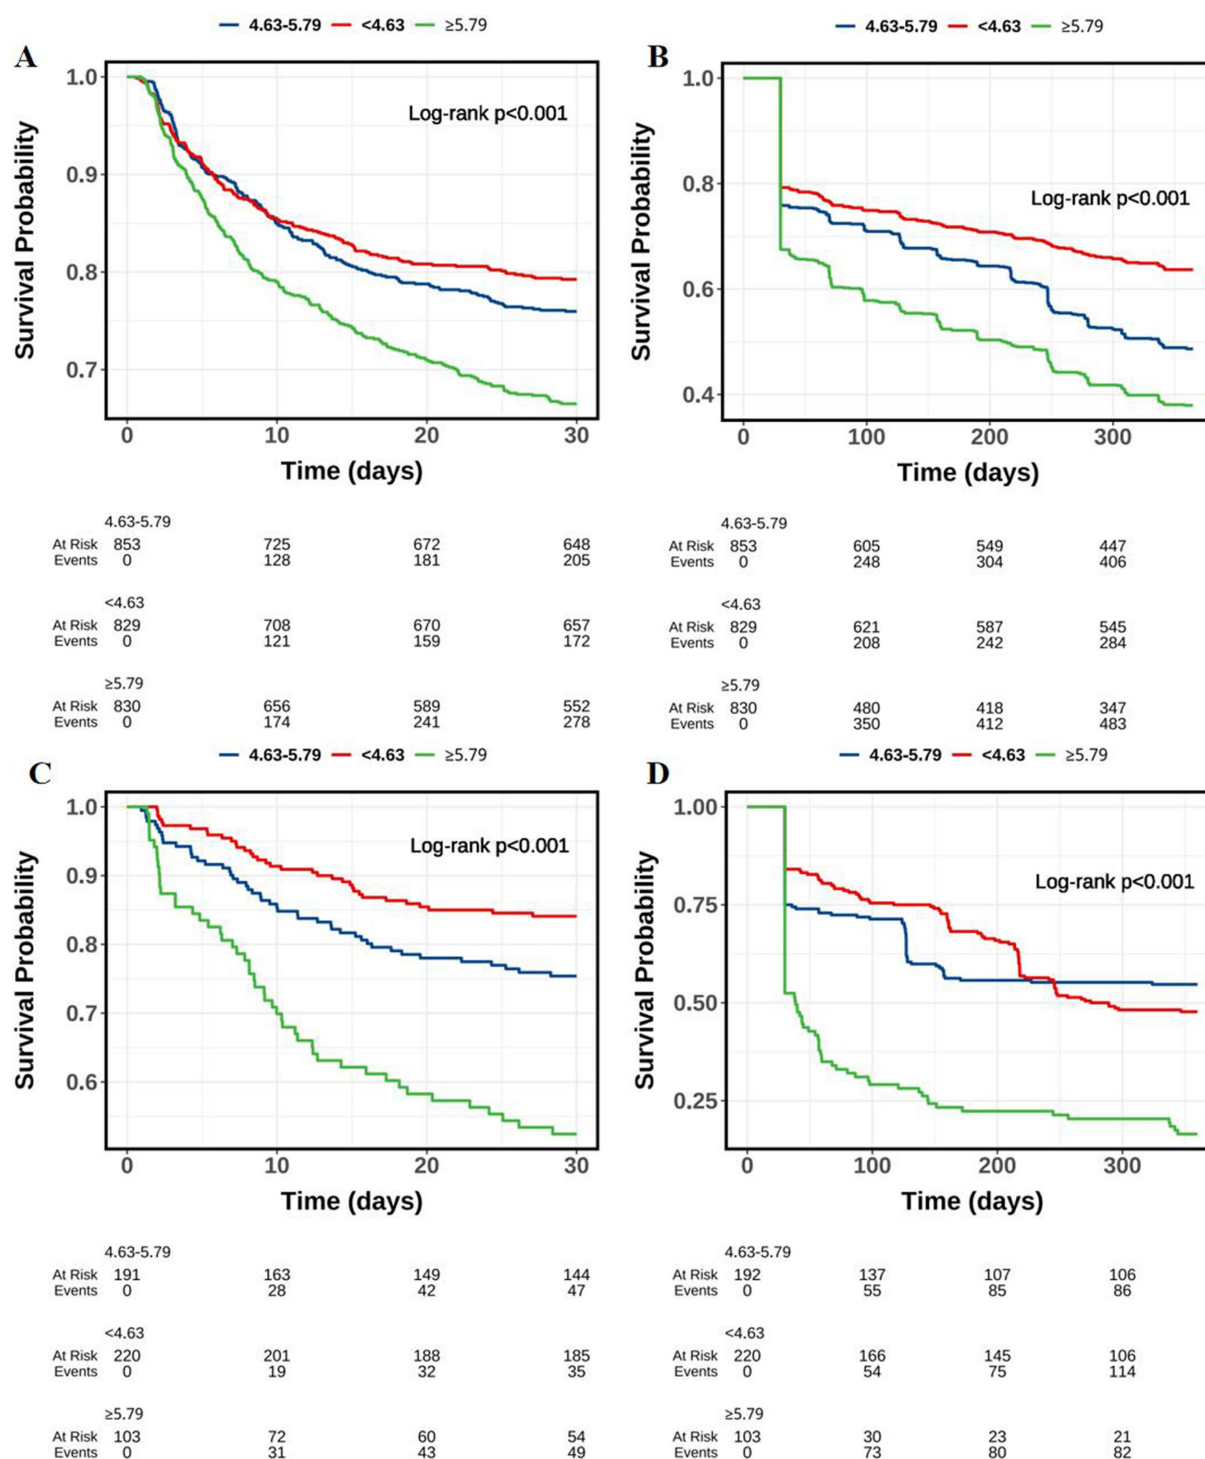 4.63-5.79 <4.63 ≥5.79
A
Survival Probability
1.0
0.9
0.8
0.7
Log-rank p<0.001
0 10 20 30
Time (days)
4.63-5.79
At Risk 853 725 672 648
Events 0 128 181 205
<4.63
At Risk 829 708 670 657
Events 0 121 159 172
≥5.79
At Risk 830 656 589 552
Events 0 174 241 278
4.63-5.79 <4.63 ≥5.79
B
Survival Probability
1.0
0.8
0.6
0.4
Log-rank p<0.001
0 100 200 300
Time (days)
4.63-5.79
At Risk 853 605 549 447
Events 0 248 304 406
<4.63
At Risk 829 621 587 545
Events 0 208 242 284
≥5.79
At Risk 830 480 418 347
Events 0 350 412 483
4.63-5.79 <4.63 ≥5.79
C
Survival Probability
1.0
0.9
0.8
0.7
0.6
Log-rank p<0.001
0 10 20 30
Time (days)
4.63-5.79
At Risk 191 163 149 144
Events 0 28 42 47
<4.63
At Risk 220 201 188 185
Events 0 19 32 35
≥5.79
At Risk 103 72 60 54
Events 0 31 43 49
4.63-5.79 <4.63 ≥5.79
D
Survival Probability
1.00
0.75
0.50
0.25
Log-rank p<0.001
0 100 200 300
Time (days)
4.63-5.79
At Risk 192 137 107 106
Events 0 55 85 86
<4.63
At Risk 220 166 145 106
Events 0 54 75 114
≥5.79
At Risk 103 30 23 21
Events 0 73 80 82